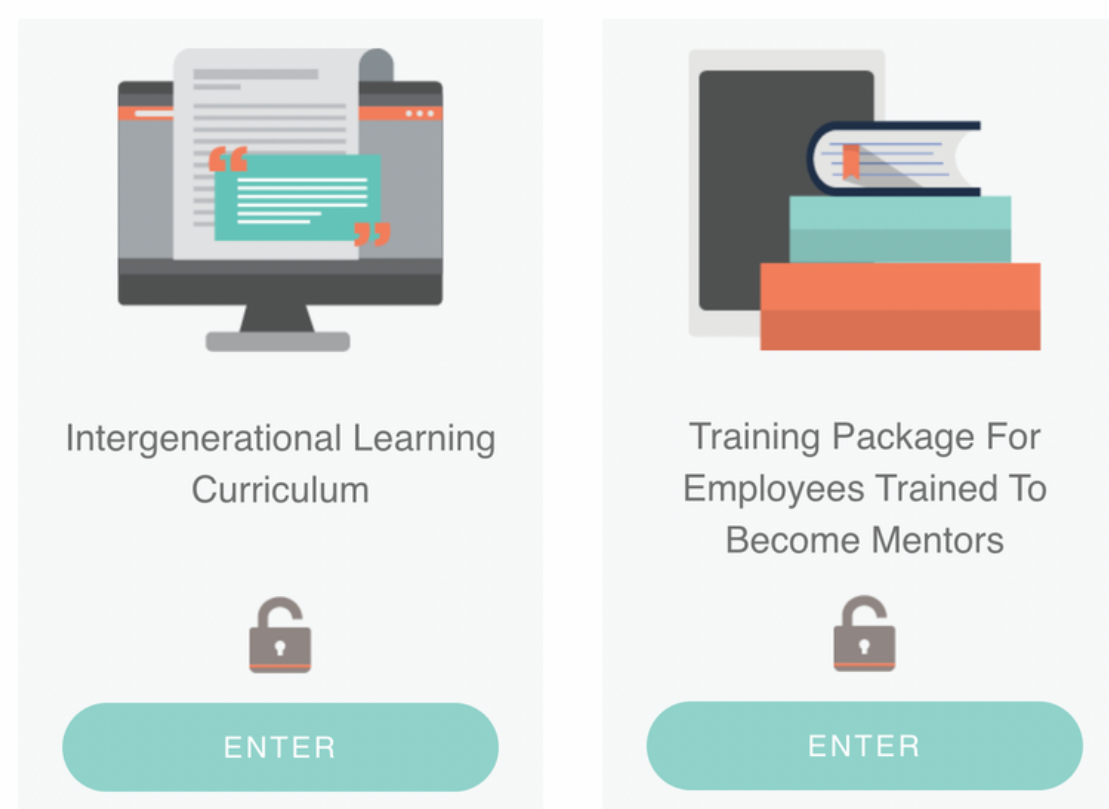 Intergenerational Learning
Curriculum
ENTER
Training Package For
Employees Trained To
Become Mentors
ENTER